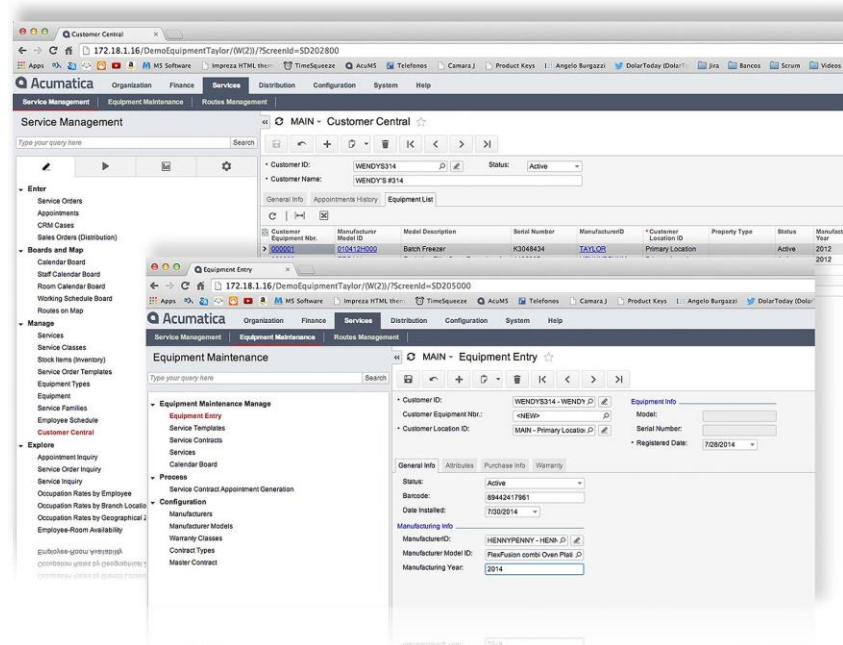 Customer Central
172.18.1.16/DemoEquipmentTaylor/(W(2))/?ScreenId=SD202800
Apps MS Software Impreza HTML them TimeSqueeze AcuMS Telefonos Camara J Product Keys Angelo Burgazzi DolarToday (DolarT Jira Bancos Scrum Videos
Acumatica Organization Finance Services Distribution Configuration System Help
Service Management Equipment Maintenance Routes Management
Service Management
MAIN - Customer Central
Type your query here Search
Customer ID: WENDYS314 Status: Active
Customer Name: WENDY'S #314
General Info Appointments History Equipment List
Enter
Service Orders
Appointments
CRM Cases
Sales Orders (Distribution)
Boards and Map
Calendar Board
Staff Calendar Board
Room Calendar Board
Working Schedule Board
Routes on Map
Manage
Services
Service Classes
Stock Items (Inventory)
Service Order Templates
Equipment Types
Equipment
Service Families
Employee Schedule
Customer Central
Explore
Appointment Inquiry
Service Order Inquiry
Service Inquiry
Occupation Rates by Employee
Occupation Rates by Branch Locatio
Occupation Rates by Geographical Z
Employee-Room Availability
Customer Equipment Nbr. Manufacturer Model ID Model Description Serial Number ManufacturerID Customer Location ID Property Type Status Manufact Year
000001 010412H000 Batch Freezer K3048434 TAYLOR Primary Location Active 2012
2012
Equipment Entry
172.18.1.16/DemoEquipmentTaylor/(W(2))/?ScreenId=SD205000
Apps MS Software Impreza HTML them TimeSqueeze AcuMS Telefonos Camara J Product Keys Angelo Burgazzi DolarToday (Dolar
Acumatica Organization Finance Services Distribution Configuration System Help
Service Management Equipment Maintenance Routes Management
Equipment Maintenance
MAIN - Equipment Entry
Type your query here Search
Equipment Maintenance Manage
Equipment Entry
Service Templates
Service Contracts
Services
Calendar Board
Process
Service Contract Appointment Generation
Configuration
Manufacturers
Manufacturer Models
Warranty Classes
Contract Types
Master Contract
Customer ID: WENDYS314 - WENDY
Customer Equipment Nbr.: <NEW>
Customer Location ID: MAIN - Primary Locatio
Equipment Info
Model:
Serial Number:
Registered Date: 7/28/2014
General Info Attributes Purchase Info Warranty
Status: Active
Barcode: 89442417961
Date Installed: 7/30/2014
Manufacturing Info
ManufacturerID: HENNYPENNY - HENN
Manufacturer Model ID: FlexFusion combi Oven Plati
Manufacturing Year: 2014